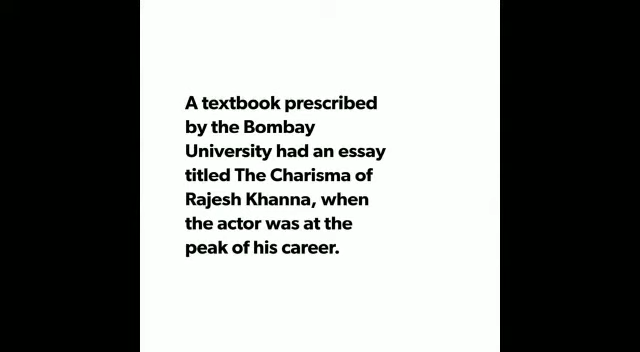 A textbook prescribed
by the Bombay
University had an essay
titled The Charisma of
Rajesh Khanna, when
the actor was at the
peak of his career.